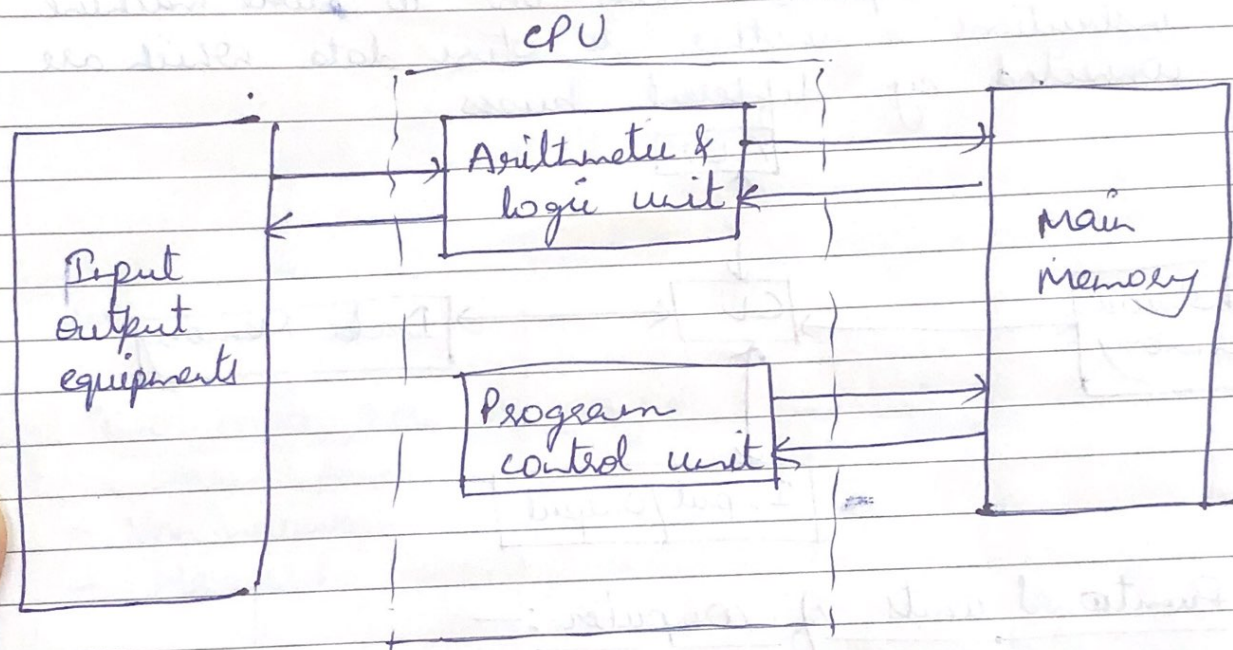 CPU
Arithmetic &
logic unit
Main
Memory
Input
output
equipments
Program
control unit